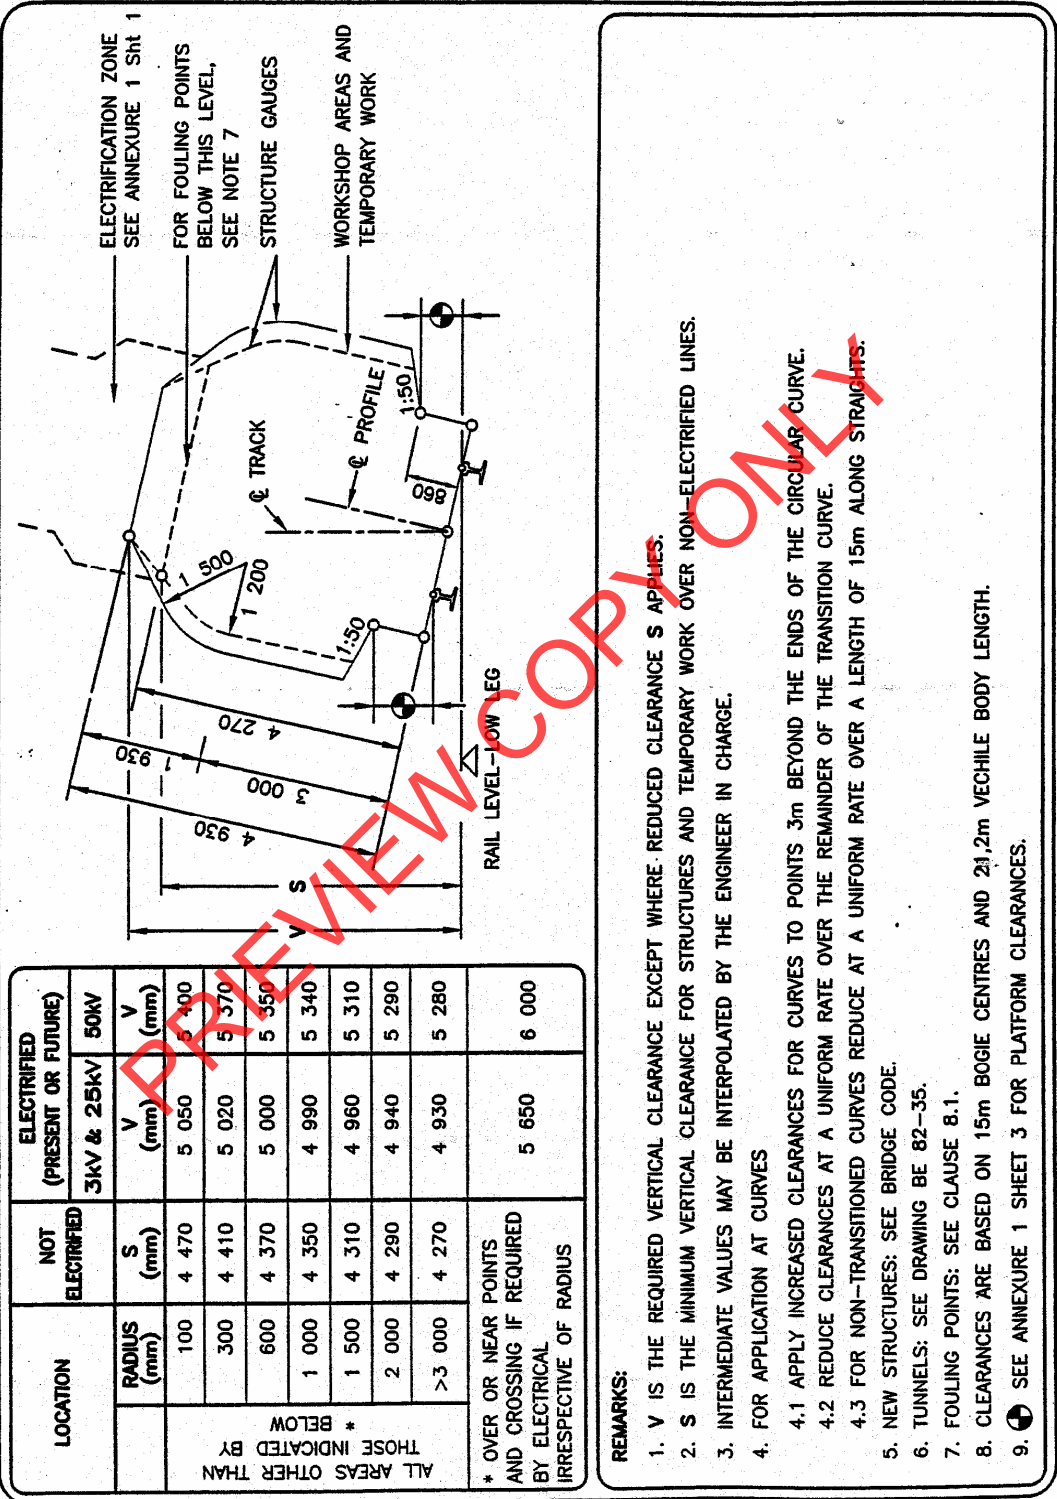 LOCATION
NOT
ELECTRIFIED
ELECTRIFIED
(PRESENT OR FUTURE)
3kV & 25kV
50kV
RADIUS
(mm)
S
(mm)
V
(mm)
V
(mm)
ALL AREAS OTHER THAN
THOSE INDICATED BY
* BELOW
100 4 470 5 050 5 400
300 4 410 5 020 5 370
600 4 370 5 000 5 350
1 000 4 350 4 990 5 340
1 500 4 310 4 960 5 310
2 000 4 290 4 940 5 290
>3 000 4 270 4 930 5 280
* OVER OR NEAR POINTS
AND CROSSING IF REQUIRED
BY ELECTRICAL
IRRESPECTIVE OF RADIUS
5 650
6 000
ELECTRIFICATION ZONE
SEE ANNEXURE 1 Sht 1
FOR FOULING POINTS
BELOW THIS LEVEL,
SEE NOTE 7
STRUCTURE GAUGES
WORKSHOP AREAS AND
TEMPORARY WORK
V
S
4 930
1 930
3 000
4 270
1 500
1 200
1:50
1:50
860
℄ TRACK
℄ PROFILE
RAIL LEVEL-LOW LEG
REMARKS:
1. V IS THE REQUIRED VERTICAL CLEARANCE EXCEPT WHERE REDUCED CLEARANCE S APPLIES.
2. S IS THE MINIMUM VERTICAL CLEARANCE FOR STRUCTURES AND TEMPORARY WORK OVER NON-ELECTRIFIED LINES.
3. INTERMEDIATE VALUES MAY BE INTERPOLATED BY THE ENGINEER IN CHARGE.
4. FOR APPLICATION AT CURVES
4.1 APPLY INCREASED CLEARANCES FOR CURVES TO POINTS 3m BEYOND THE ENDS OF THE CIRCULAR CURVE.
4.2 REDUCE CLEARANCES AT A UNIFORM RATE OVER THE REMAINDER OF THE TRANSITION CURVE.
4.3 FOR NON-TRANSITIONED CURVES REDUCE AT A UNIFORM RATE OVER A LENGTH OF 15m ALONG STRAIGHTS.
5. NEW STRUCTURES: SEE BRIDGE CODE.
6. TUNNELS: SEE DRAWING BE 82-35.
7. FOULING POINTS: SEE CLAUSE 8.1.
8. CLEARANCES ARE BASED ON 15m BOGIE CENTRES AND 21,2m VECHILE BODY LENGTH.
9. SEE ANNEXURE 1 SHEET 3 FOR PLATFORM CLEARANCES.
PRIEVIEW COPY ONLY